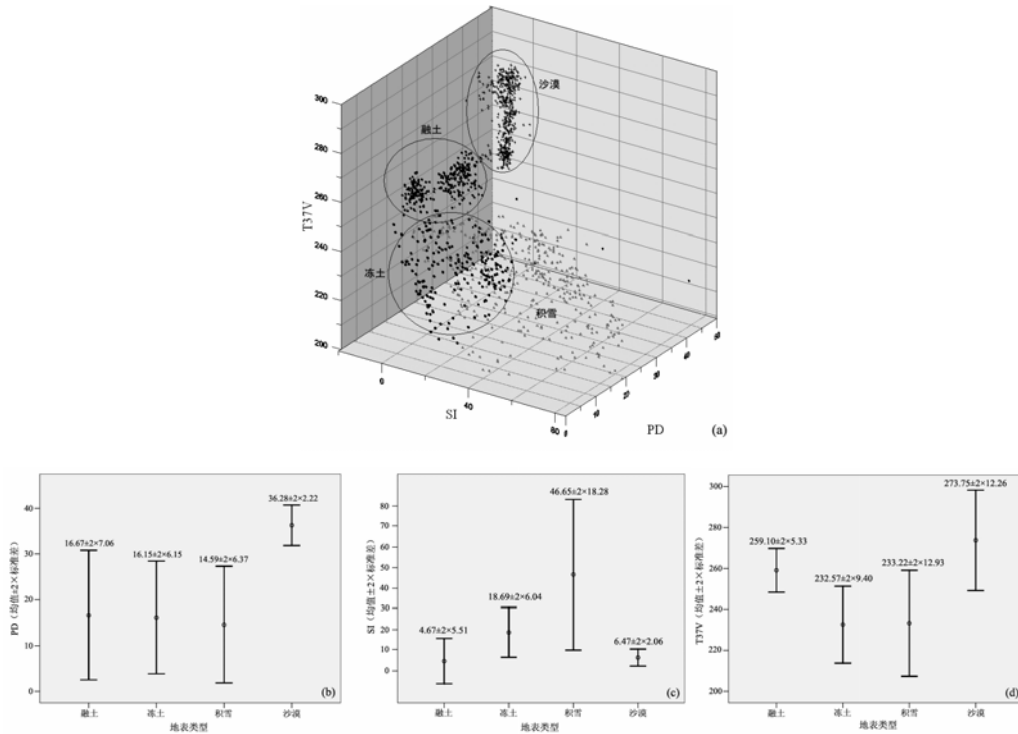 沙漠
融土
冻土
积雪
T37V
300
280
260
240
220
200
SI
0
40
80
PD
0
10
20
30
40
50
(a)
PD（均值±2×标准差）
40
30
20
10
0
16.67±2×7.06
16.15±2×6.15
14.59±2×6.37
36.28±2×2.22
融土 冻土 积雪 沙漠
地表类型
(b)
SI（均值±2×标准差）
80
70
60
50
40
30
20
10
0
4.67±2×5.51
18.69±2×6.04
46.65±2×18.28
6.47±2×2.06
融土 冻土 积雪 沙漠
地表类型
(c)
T37V（均值±2×标准差）
300
280
260
240
220
200
259.10±2×5.33
232.57±2×9.40
233.22±2×12.93
273.75±2×12.26
融土 冻土 积雪 沙漠
地表类型
(d)